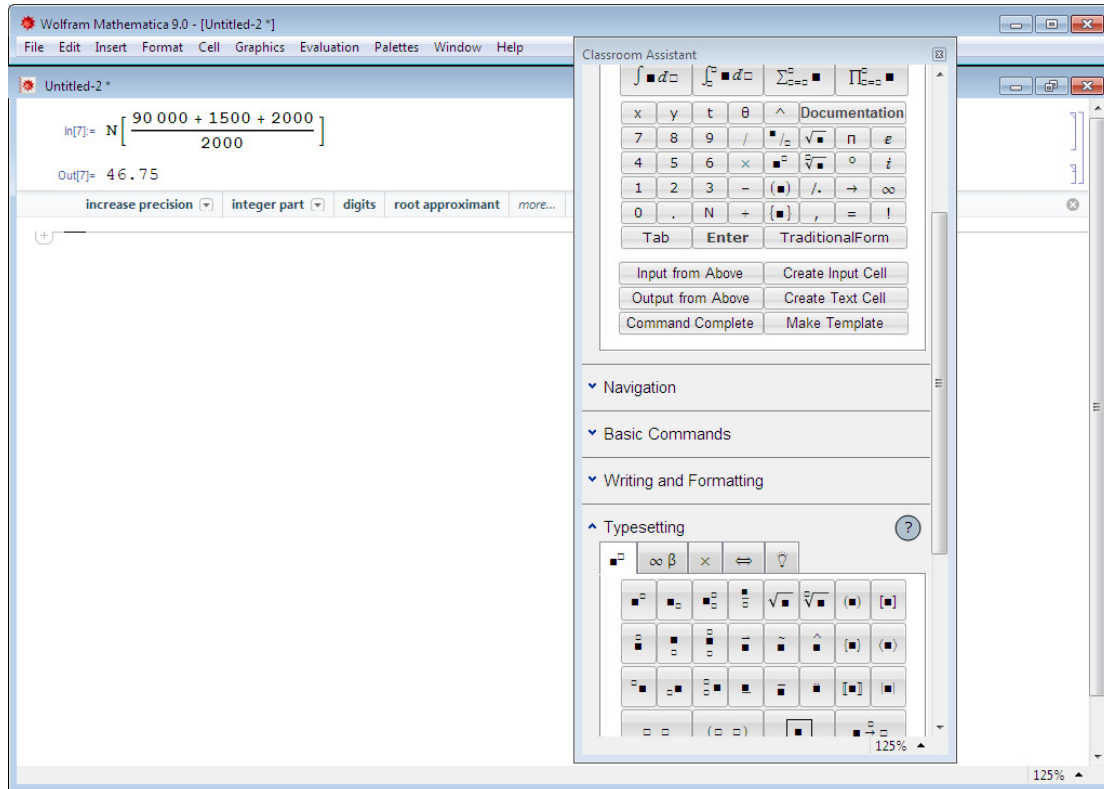 Wolfram Mathematica 9.0 - [Untitled-2 *]
File Edit Insert Format Cell Graphics Evaluation Palettes Window Help
Untitled-2 *
In[7]:= N[(90 000 + 1500 + 2000)/2000]
Out[7]= 46.75
increase precision integer part digits root approximant more...
Classroom Assistant
∫■d□ ∫□□■d□ ∑□□=□■ ∏□□=□■
x y t θ ^ Documentation
7 8 9 / ■/□ √■ π e
4 5 6 × ■□ □√■ ° i
1 2 3 − (■) /. → ∞
0 . N + {■} , = !
Tab Enter TraditionalForm
Input from Above Create Input Cell
Output from Above Create Text Cell
Command Complete Make Template
Navigation
Basic Commands
Writing and Formatting
Typesetting ?
■□ ∞ β × ⇔
125%
125%